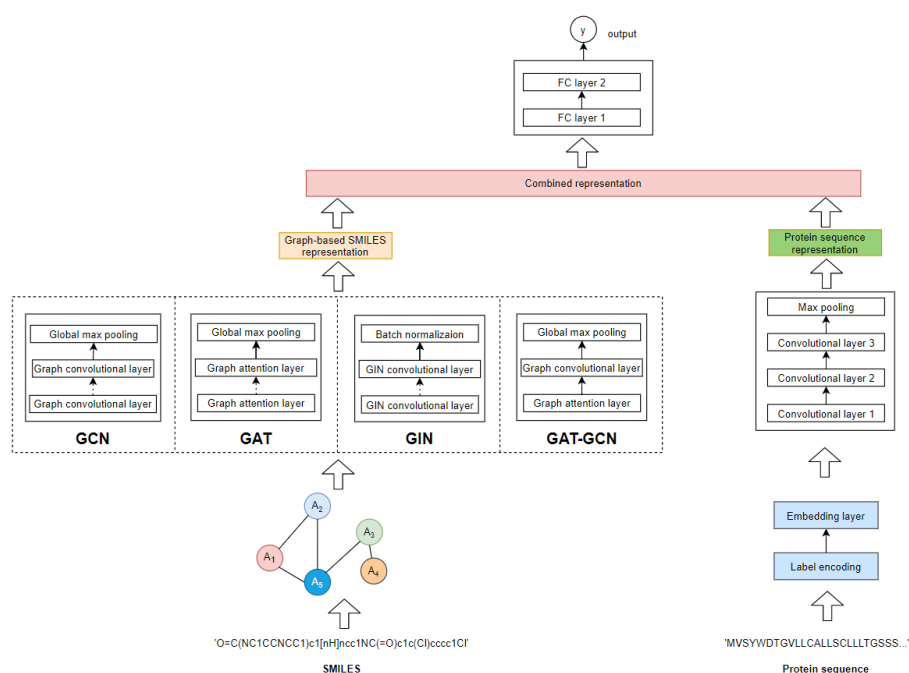 y
output
FC layer 2
FC layer 1
Combined representation
Graph-based SMILES
representation
Protein sequence
representation
Global max pooling
Graph convolutional layer
Graph convolutional layer
GCN
Global max pooling
Graph attention layer
Graph attention layer
GAT
Batch normalizaion
GIN convolutional layer
GIN convolutional layer
GIN
Global max pooling
Graph convolutional layer
Graph attention layer
GAT-GCN
Max pooling
Convolutional layer 3
Convolutional layer 2
Convolutional layer 1
A2
A3
A1
A4
A5
Embedding layer
Label encoding
'O=C(NC1CCNCC1)c1[nH]ncc1NC(=O)c1c(Cl)cccc1Cl'
SMILES
'MVSYWDTGVLLCALLSCLLLTGSSS...'
Protein sequence